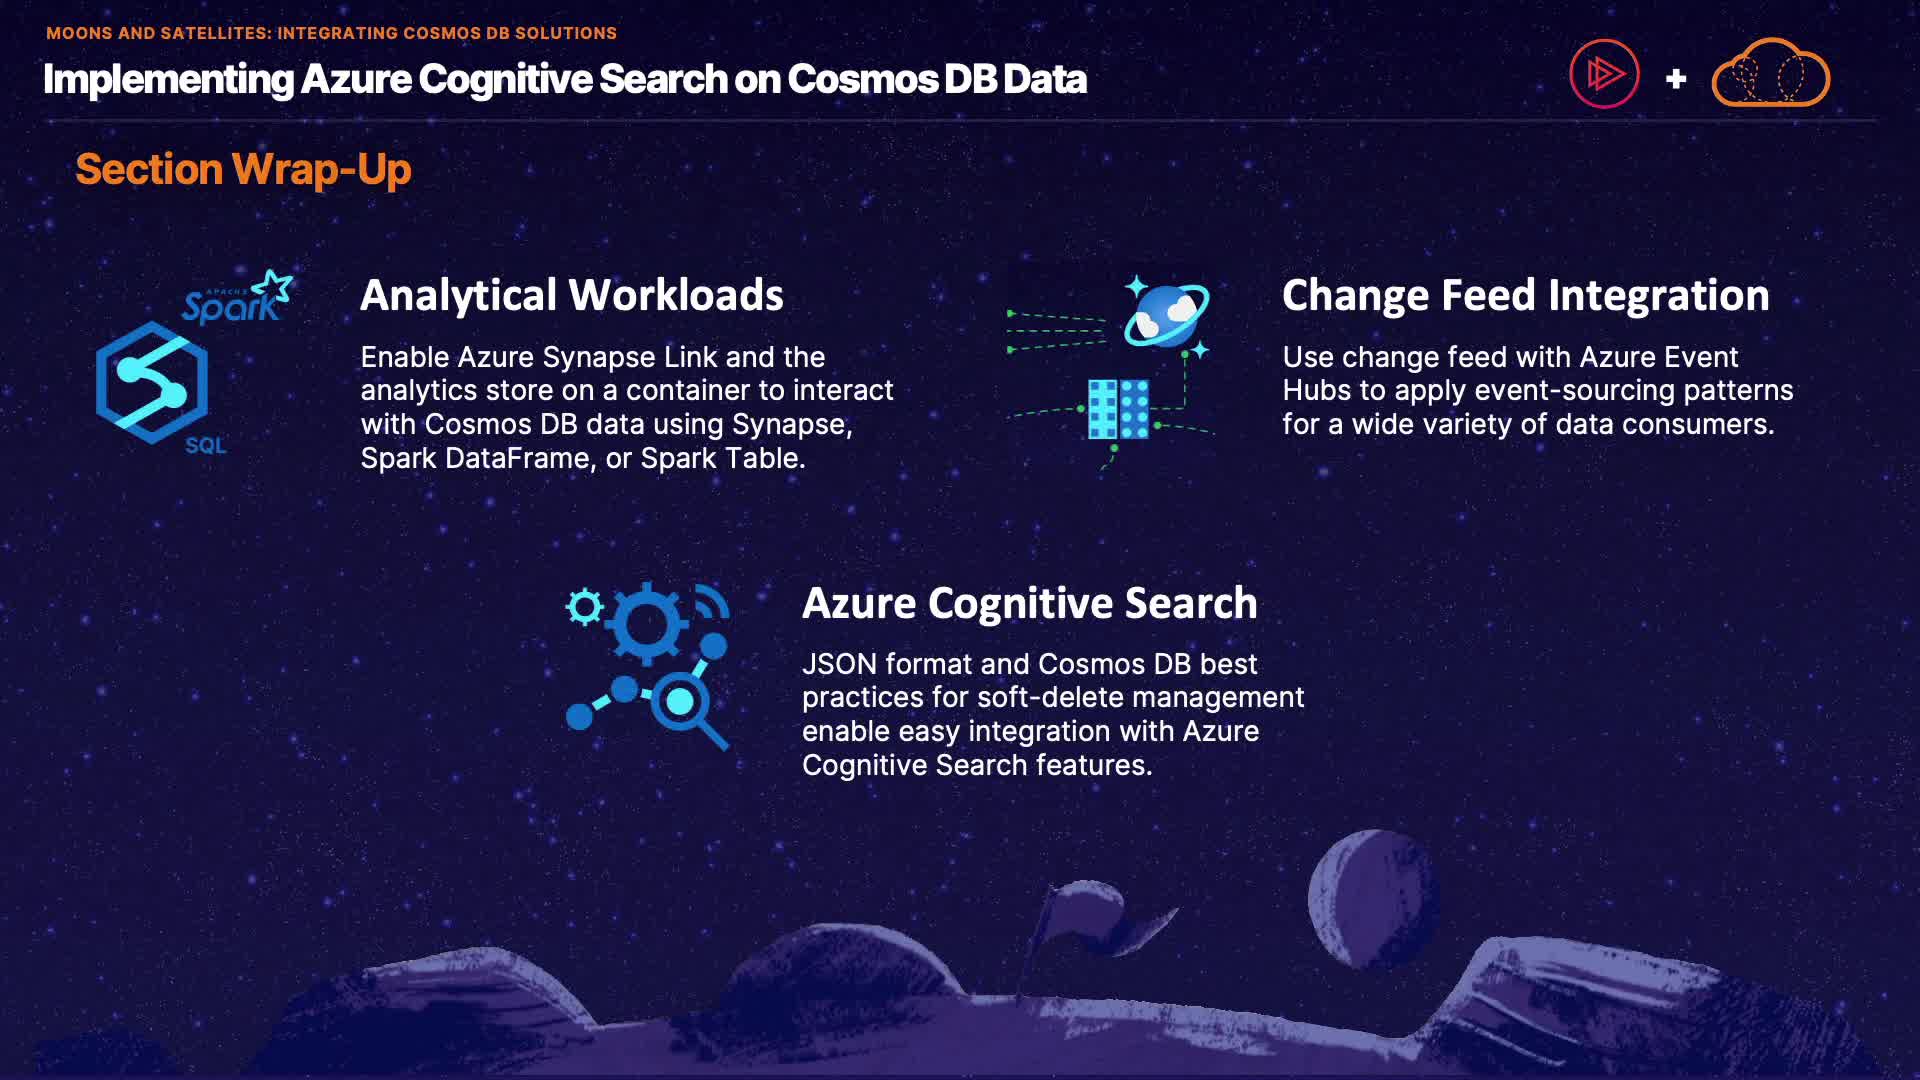 MOONS AND SATELLITES: INTEGRATING COSMOS DB SOLUTIONS
Implementing Azure Cognitive Search on Cosmos DB Data
Section Wrap-Up
APACHE
Spark
SQL
Analytical Workloads
Enable Azure Synapse Link and the
analytics store on a container to interact
with Cosmos DB data using Synapse,
Spark DataFrame, or Spark Table.
Change Feed Integration
Use change feed with Azure Event
Hubs to apply event-sourcing patterns
for a wide variety of data consumers.
Azure Cognitive Search
JSON format and Cosmos DB best
practices for soft-delete management
enable easy integration with Azure
Cognitive Search features.